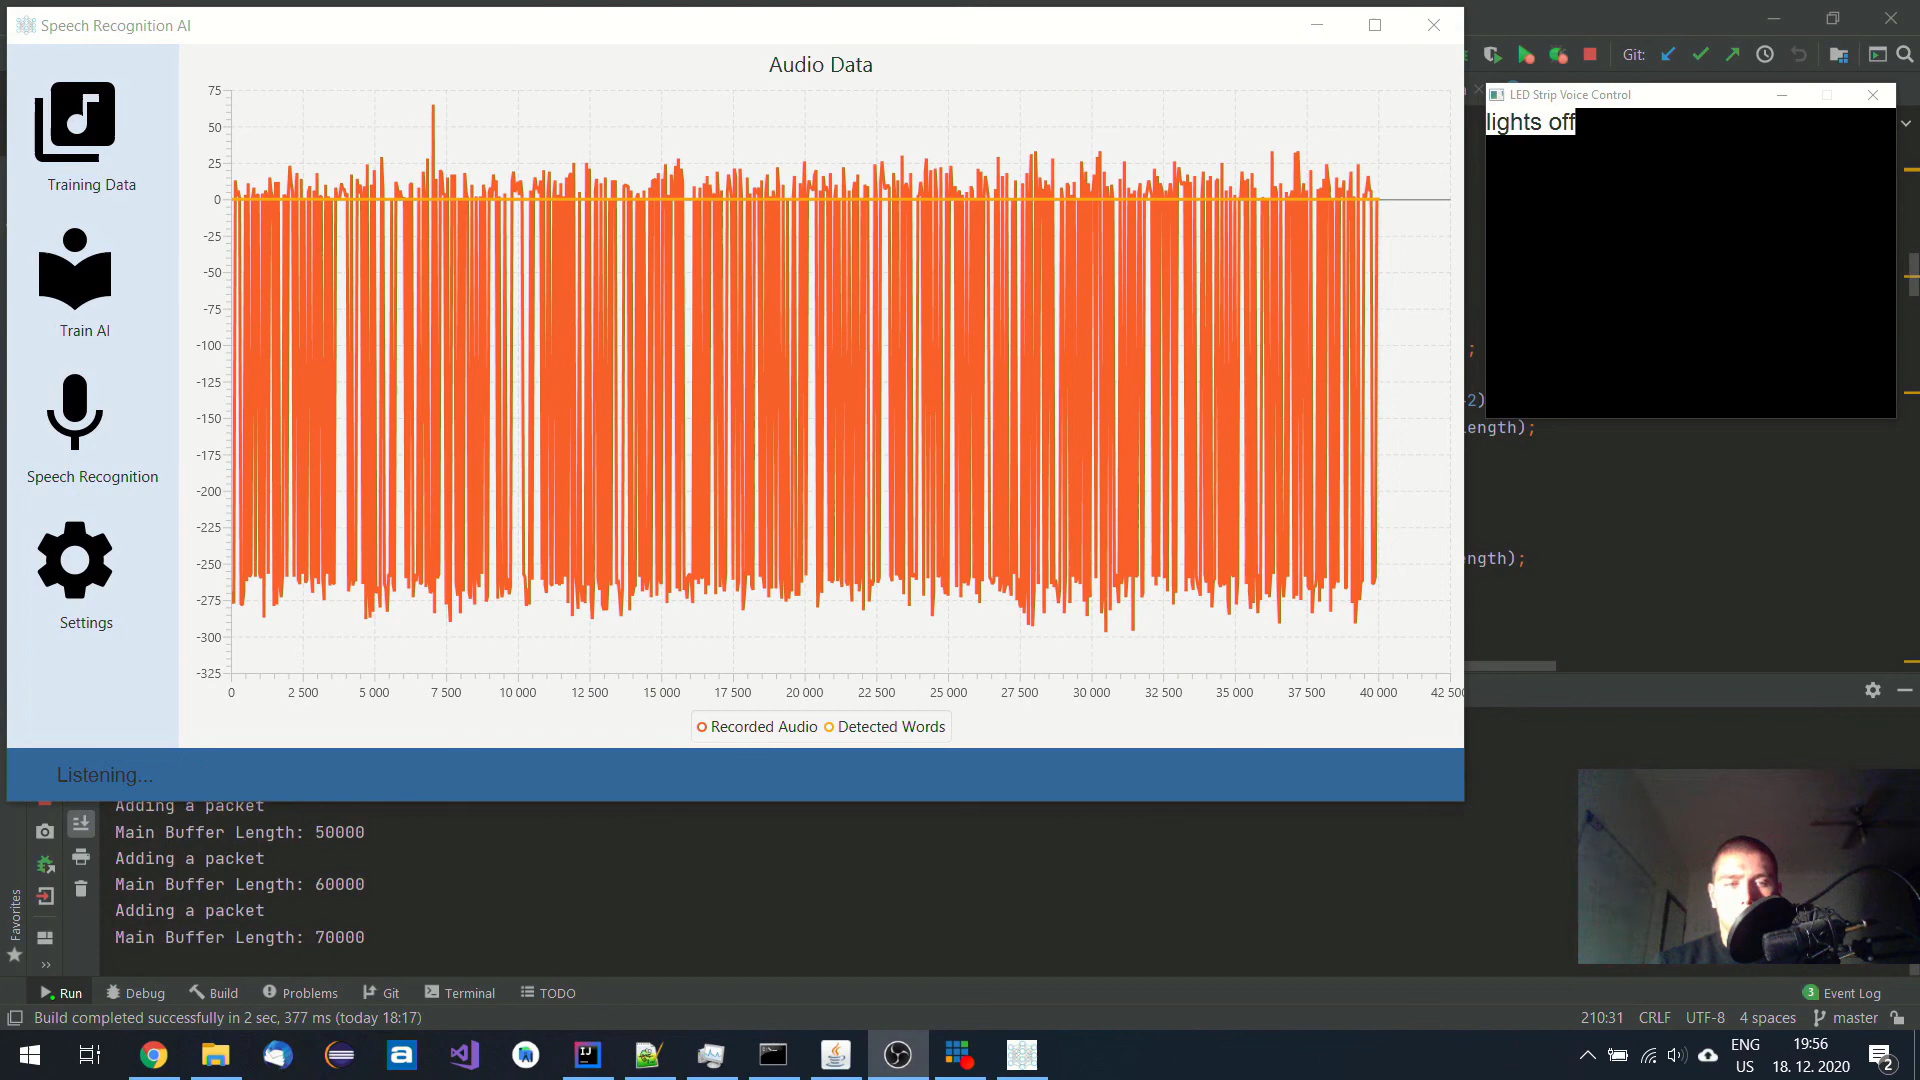 Speech Recognition AI
Training Data
Train AI
Speech Recognition
Settings
Audio Data
75
50
25
0
-25
-50
-75
-100
-125
-150
-175
-200
-225
-250
-275
-300
-325
0 2 500 5 000 7 500 10 000 12 500 15 000 17 500 20 000 22 500 25 000 27 500 30 000 32 500 35 000 37 500 40 000 42 500
Recorded Audio Detected Words
Listening...
Git:
LED Strip Voice Control
lights off
;
2)
ength);
ngth);
Adding a packet
Main Buffer Length: 50000
Adding a packet
Main Buffer Length: 60000
Adding a packet
Main Buffer Length: 70000
Favorites
Run Debug Build Problems Git Terminal TODO
3 Event Log
Build completed successfully in 2 sec, 377 ms (today 18:17)
210:31 CRLF UTF-8 4 spaces master
ENG
US
19:56
18. 12. 2020
2